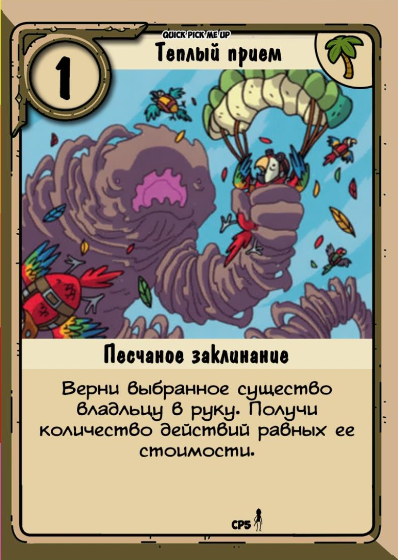 QUICK PICK ME UP
1
Теплый прием
Песчаное заклинание
Верни выбранное существо
владльцу в руку. Получи
количество действий равных ее
стоимости.
CP5